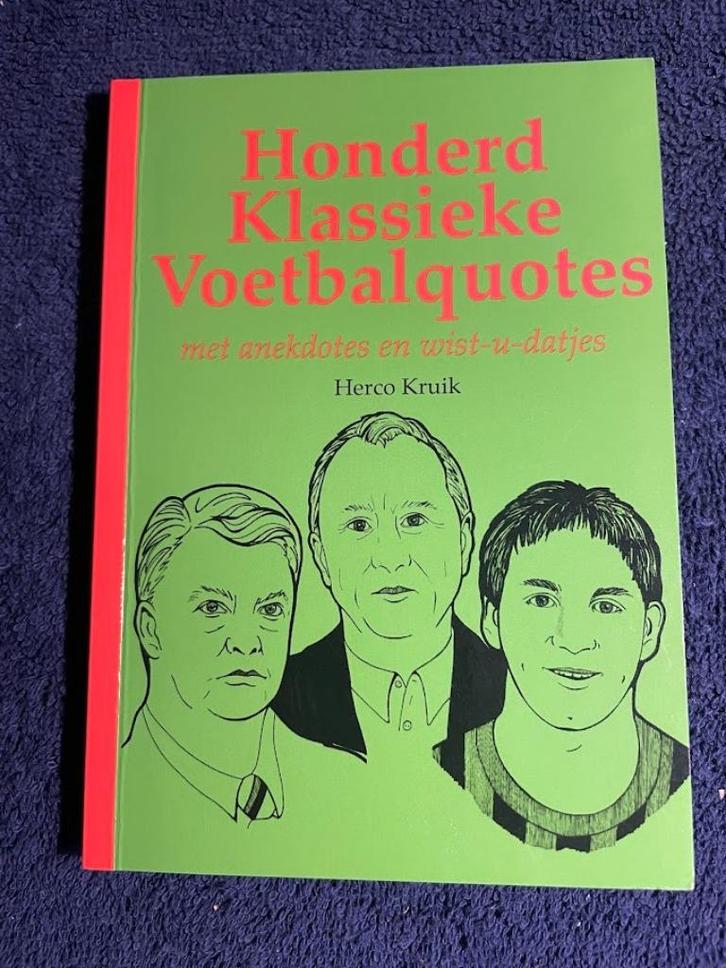 Honderd
Klassieke
Voetbalquotes
met anekdotes en wist-u-datjes
Herco Kruik